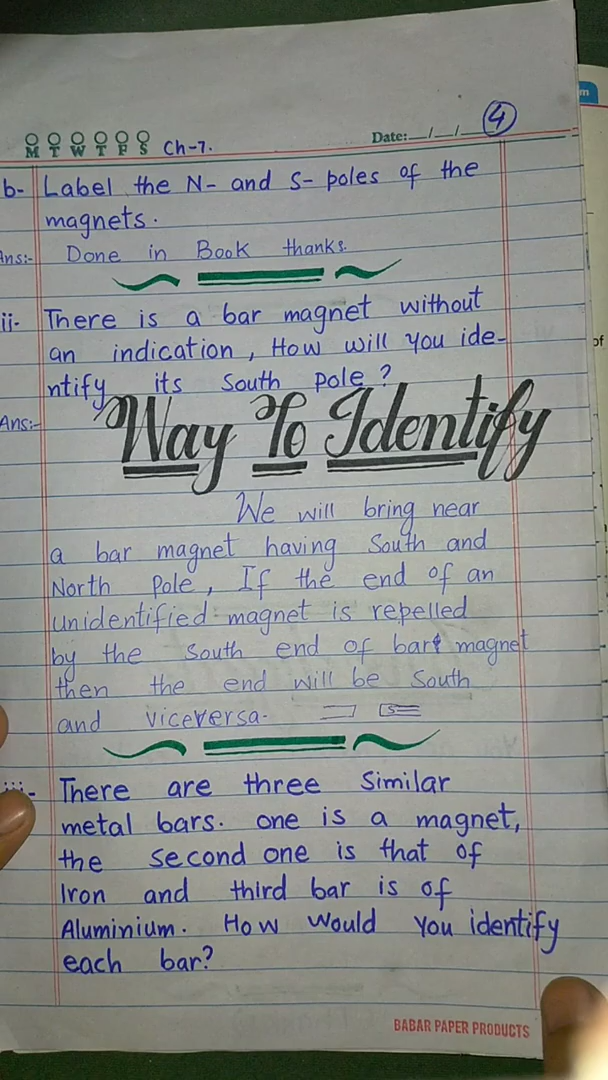 4
M T W T F S Ch-7. Date:__/__/__
b- Label the N- and S- poles of the
magnets.
Ans:- Done in Book thanks.
ii- There is a bar magnet without
an indication, How will you ide-
ntify its South pole?
Ans:- Way To Identify
We will bring near
a bar magnet having South and
North Pole, If the end of an
unidentified magnet is repelled
by the South end of bar magnet
then the end will be South
and viceversa. S
iii- There are three Similar
metal bars. one is a magnet,
the second one is that of
Iron and third bar is of
Aluminium. How would you identify
each bar?
BABAR PAPER PRODUCTS
m
of